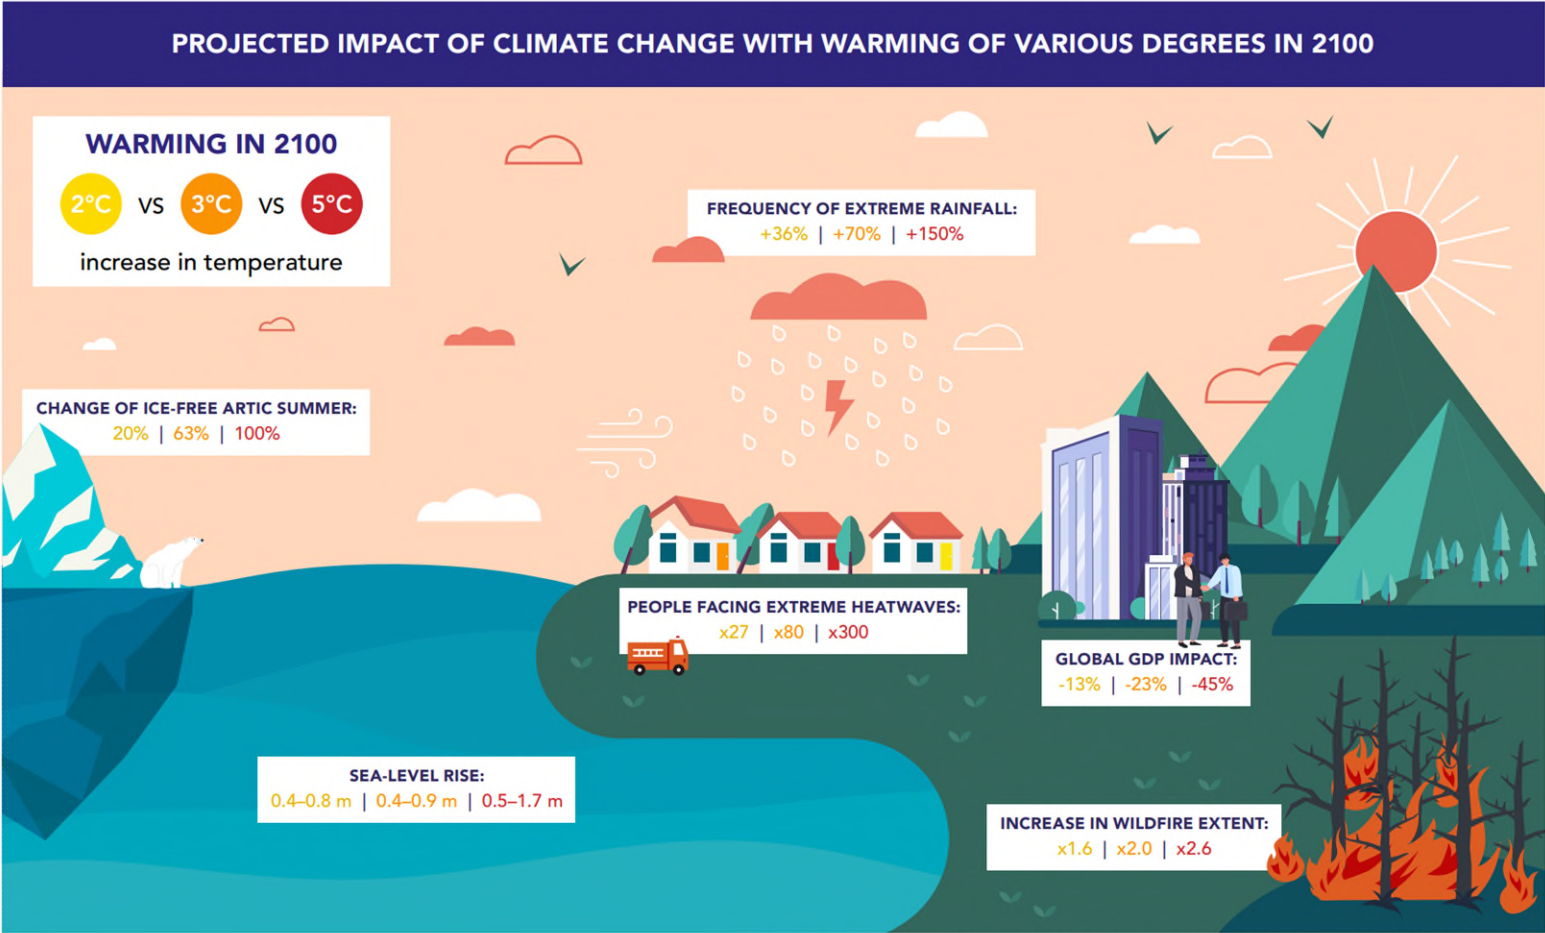 PROJECTED IMPACT OF CLIMATE CHANGE WITH WARMING OF VARIOUS DEGREES IN 2100
WARMING IN 2100
2°C VS 3°C VS 5°C
increase in temperature
FREQUENCY OF EXTREME RAINFALL:
+36% | +70% | +150%
CHANGE OF ICE-FREE ARTIC SUMMER:
20% | 63% | 100%
PEOPLE FACING EXTREME HEATWAVES:
x27 | x80 | x300
GLOBAL GDP IMPACT:
-13% | -23% | -45%
SEA-LEVEL RISE:
0.4–0.8 m | 0.4–0.9 m | 0.5–1.7 m
INCREASE IN WILDFIRE EXTENT:
x1.6 | x2.0 | x2.6